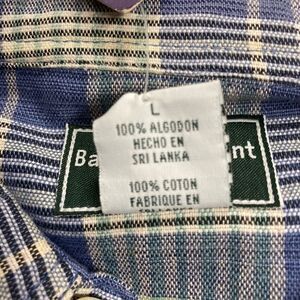 L
100% ALGODON
HECHO EN
SRI LANKA
100% COTON
FABRIQUE EN